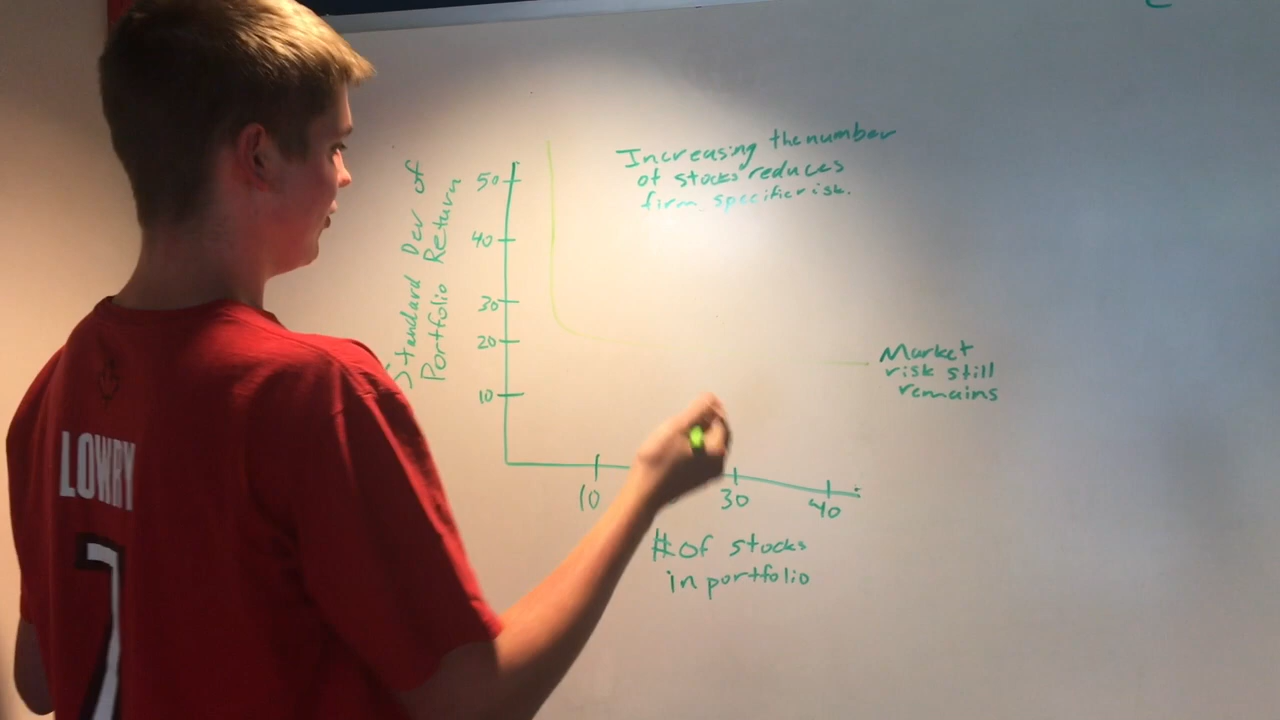 Increasing the number
of stocks reduces
firm specific risk.
Standard Dev of
Portfolio Return
50
40
30
20
10
Market
risk still
remains
10
30
40
# of stocks
in portfolio
LOWRY
7